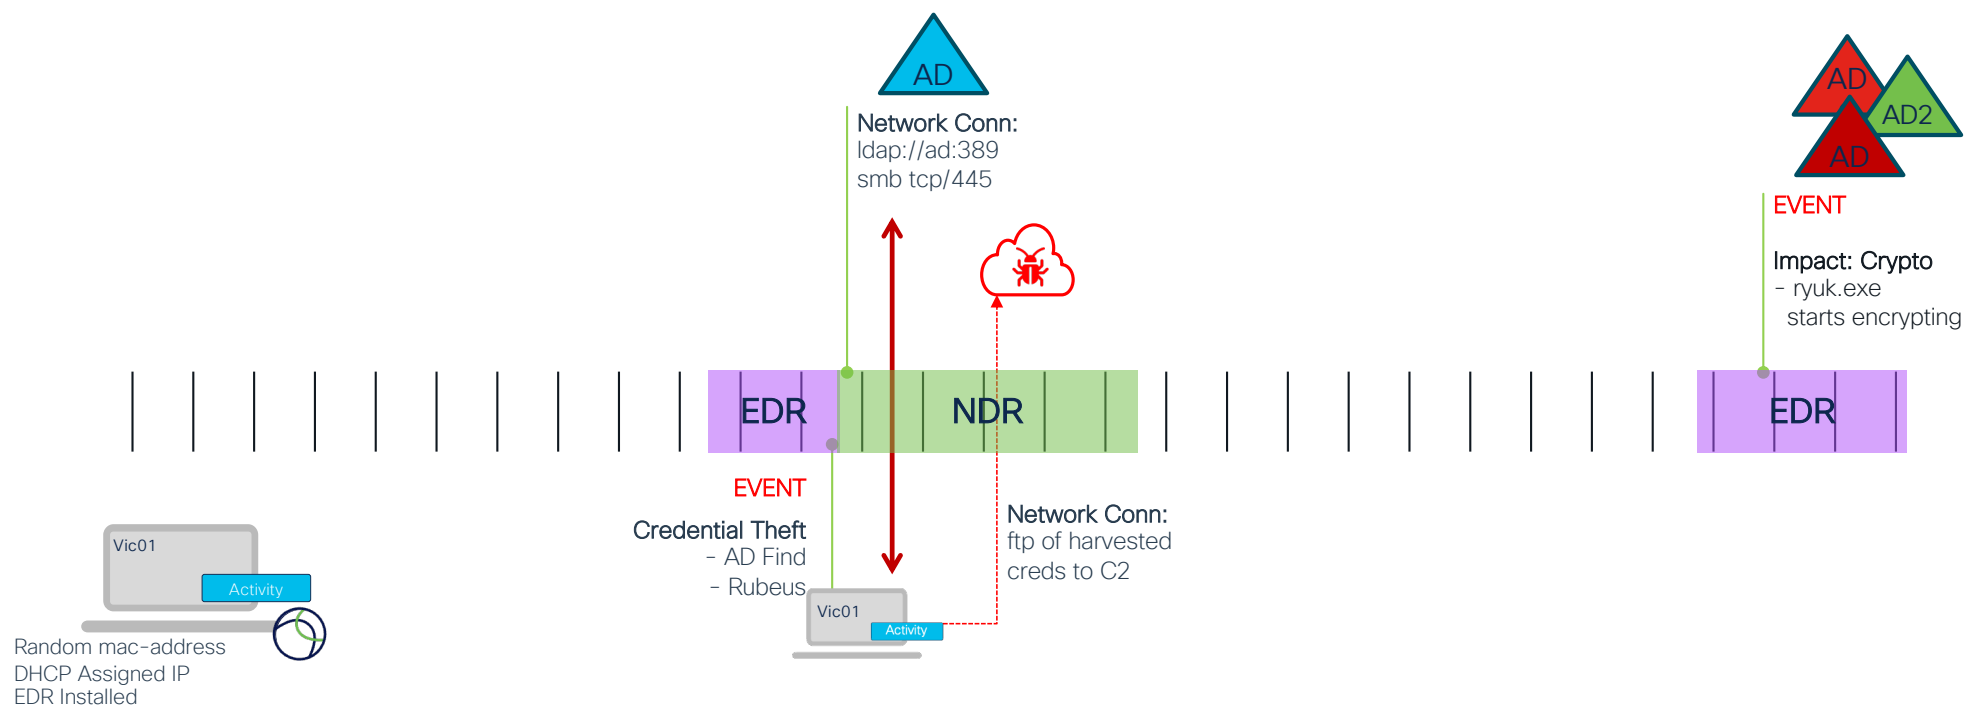 AD
Network Conn:
ldap://ad:389
smb tcp/445
AD
AD2
AD
EVENT
Impact: Crypto
- ryuk.exe
starts encrypting
EDR
NDR
EDR
EVENT
Credential Theft
- AD Find
- Rubeus
Network Conn:
ftp of harvested
creds to C2
Vic01
Activity
Vic01
Activity
Random mac-address
DHCP Assigned IP
EDR Installed